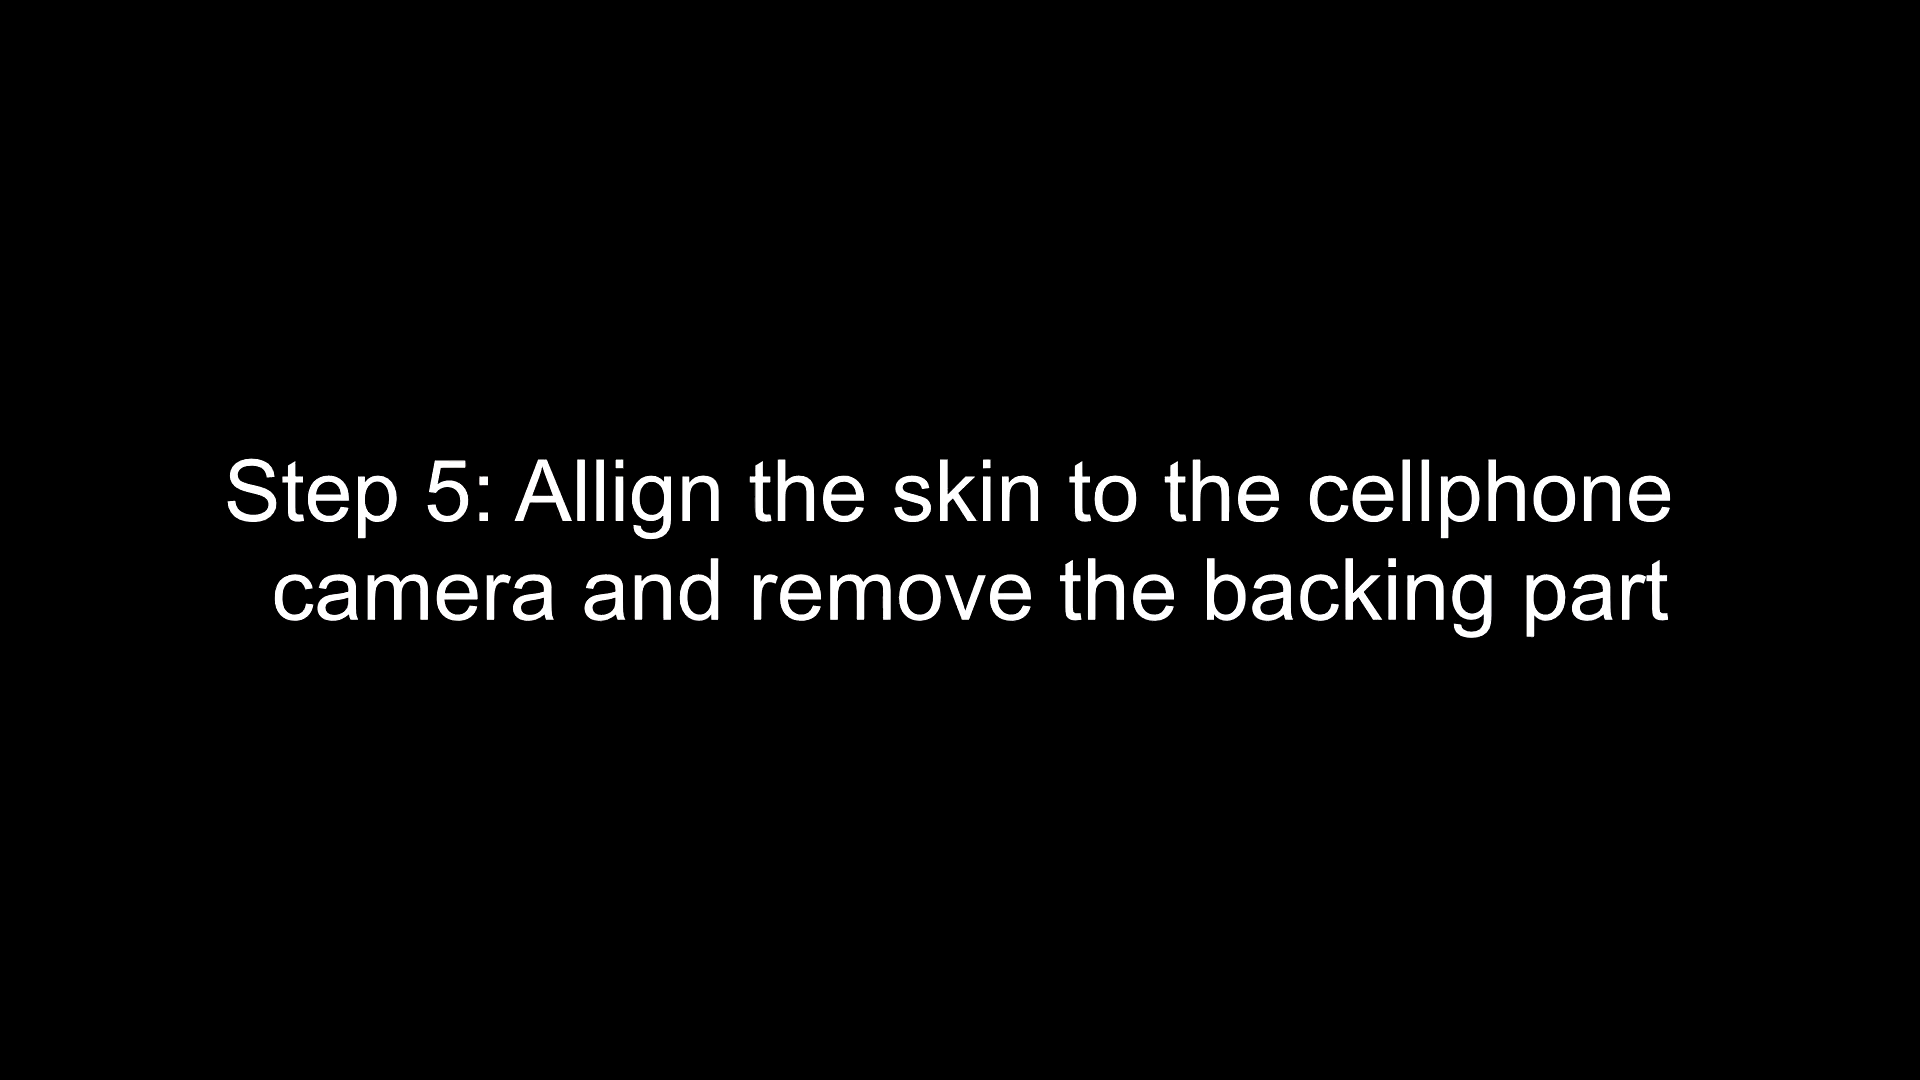 Step 5: Allign the skin to the cellphone
camera and remove the backing part